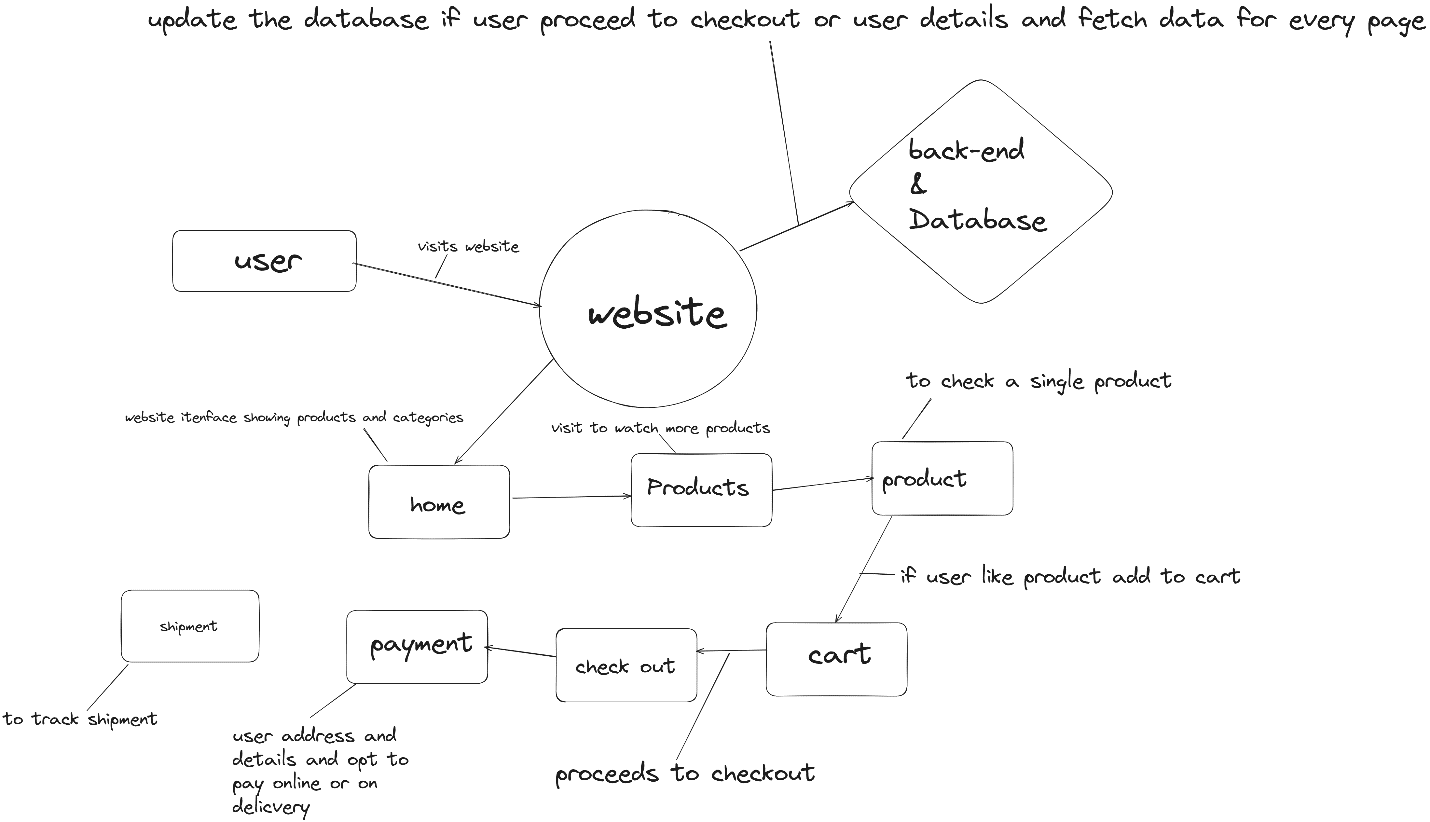 update the database if user proceed to checkout or user details and fetch data for every page
back-end
&
Database
visits website
user
website
to check a single product
website itenface showing products and categories
visit to watch more products
home
Products
product
if user like product add to cart
shipment
payment
check out
cart
to track shipment
user address and
details and opt to
pay online or on
delicvery
proceeds to checkout